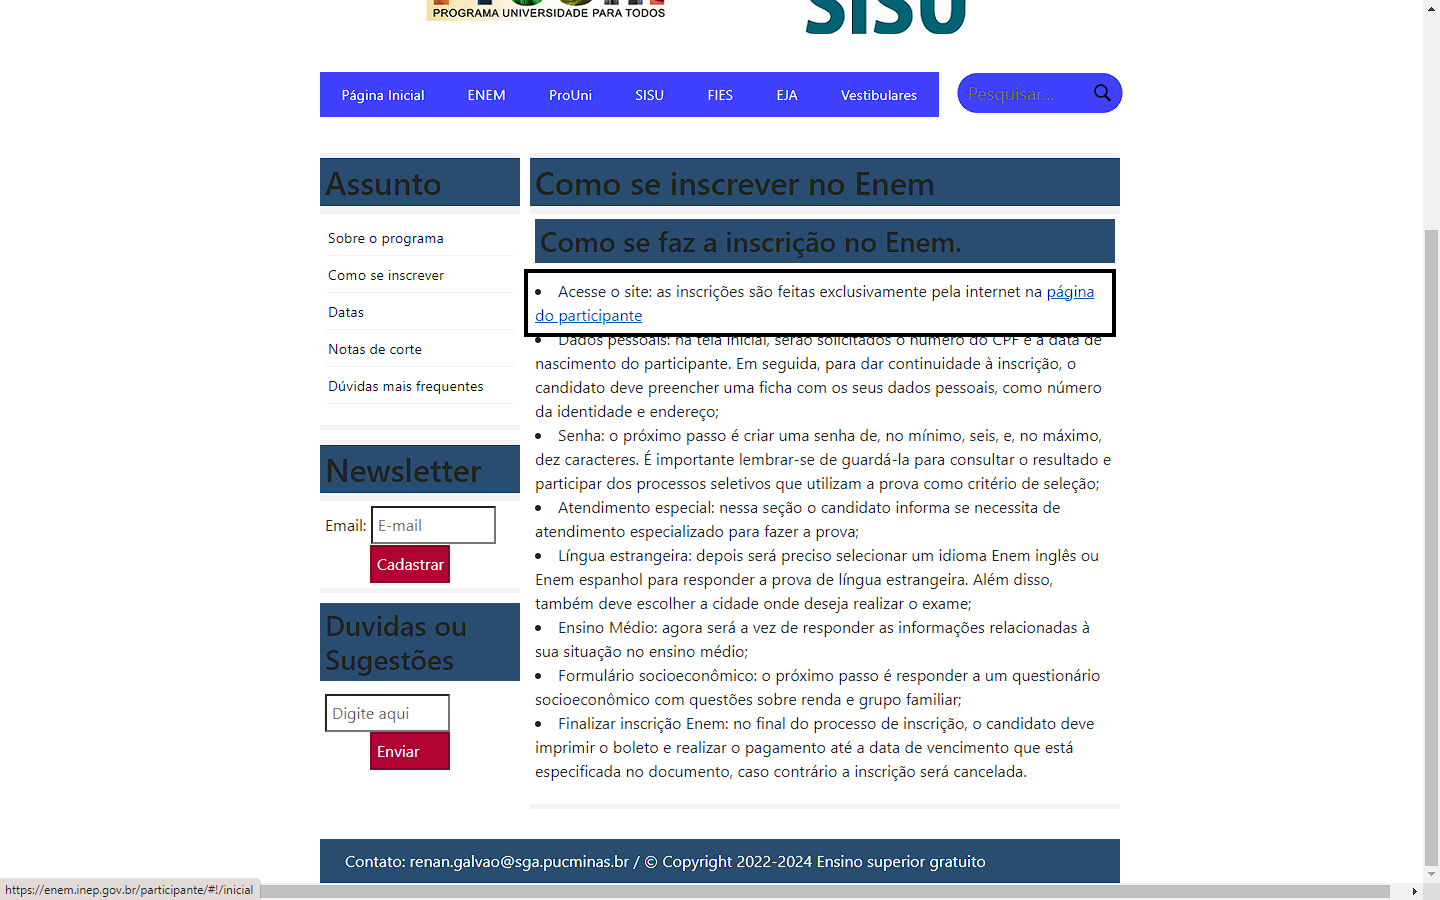 PROGRAMA UNIVERSIDADE PARA TODOS
SISU
Página Inicial ENEM ProUni SISU FIES EJA Vestibulares
Pesquisar...
Assunto
Sobre o programa
Como se inscrever
Datas
Notas de corte
Dúvidas mais frequentes
Newsletter
Email: E-mail
Cadastrar
Duvidas ou
Sugestões
Digite aqui
Enviar
Como se inscrever no Enem
Como se faz a inscrição no Enem.
• Acesse o site: as inscrições são feitas exclusivamente pela internet na página
do participante
• Dados pessoais: na tela inicial, serão solicitados o número do CPF e a data de
nascimento do participante. Em seguida, para dar continuidade à inscrição, o
candidato deve preencher uma ficha com os seus dados pessoais, como número
da identidade e endereço;
• Senha: o próximo passo é criar uma senha de, no mínimo, seis, e, no máximo,
dez caracteres. É importante lembrar-se de guardá-la para consultar o resultado e
participar dos processos seletivos que utilizam a prova como critério de seleção;
• Atendimento especial: nessa seção o candidato informa se necessita de
atendimento especializado para fazer a prova;
• Língua estrangeira: depois será preciso selecionar um idioma Enem inglês ou
Enem espanhol para responder a prova de língua estrangeira. Além disso,
também deve escolher a cidade onde deseja realizar o exame;
• Ensino Médio: agora será a vez de responder as informações relacionadas à
sua situação no ensino médio;
• Formulário socioeconômico: o próximo passo é responder a um questionário
socioeconômico com questões sobre renda e grupo familiar;
• Finalizar inscrição Enem: no final do processo de inscrição, o candidato deve
imprimir o boleto e realizar o pagamento até a data de vencimento que está
especificada no documento, caso contrário a inscrição será cancelada.
Contato: renan.galvao@sga.pucminas.br / © Copyright 2022-2024 Ensino superior gratuito
https://enem.inep.gov.br/participante/#!/inicial